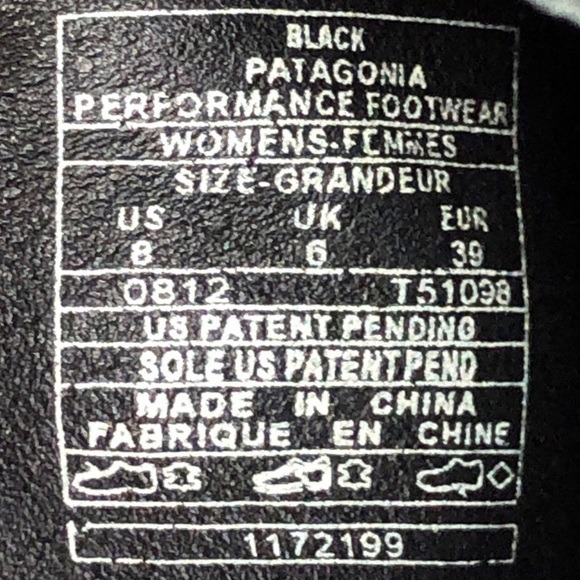 BLACK
PATAGONIA
PERFORMANCE FOOTWEAR
WOMENS-FEMMES
SIZE-GRANDEUR
US UK EUR
8 6 39
0812 T51098
US PATENT PENDING
SOLE US PATENT PEND
MADE IN CHINA
FABRIQUE EN CHINE
1172199